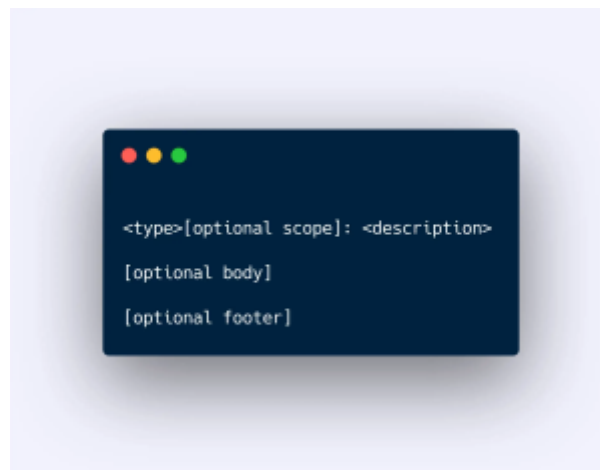 <type>[optional scope]: <description>
[optional body]
[optional footer]